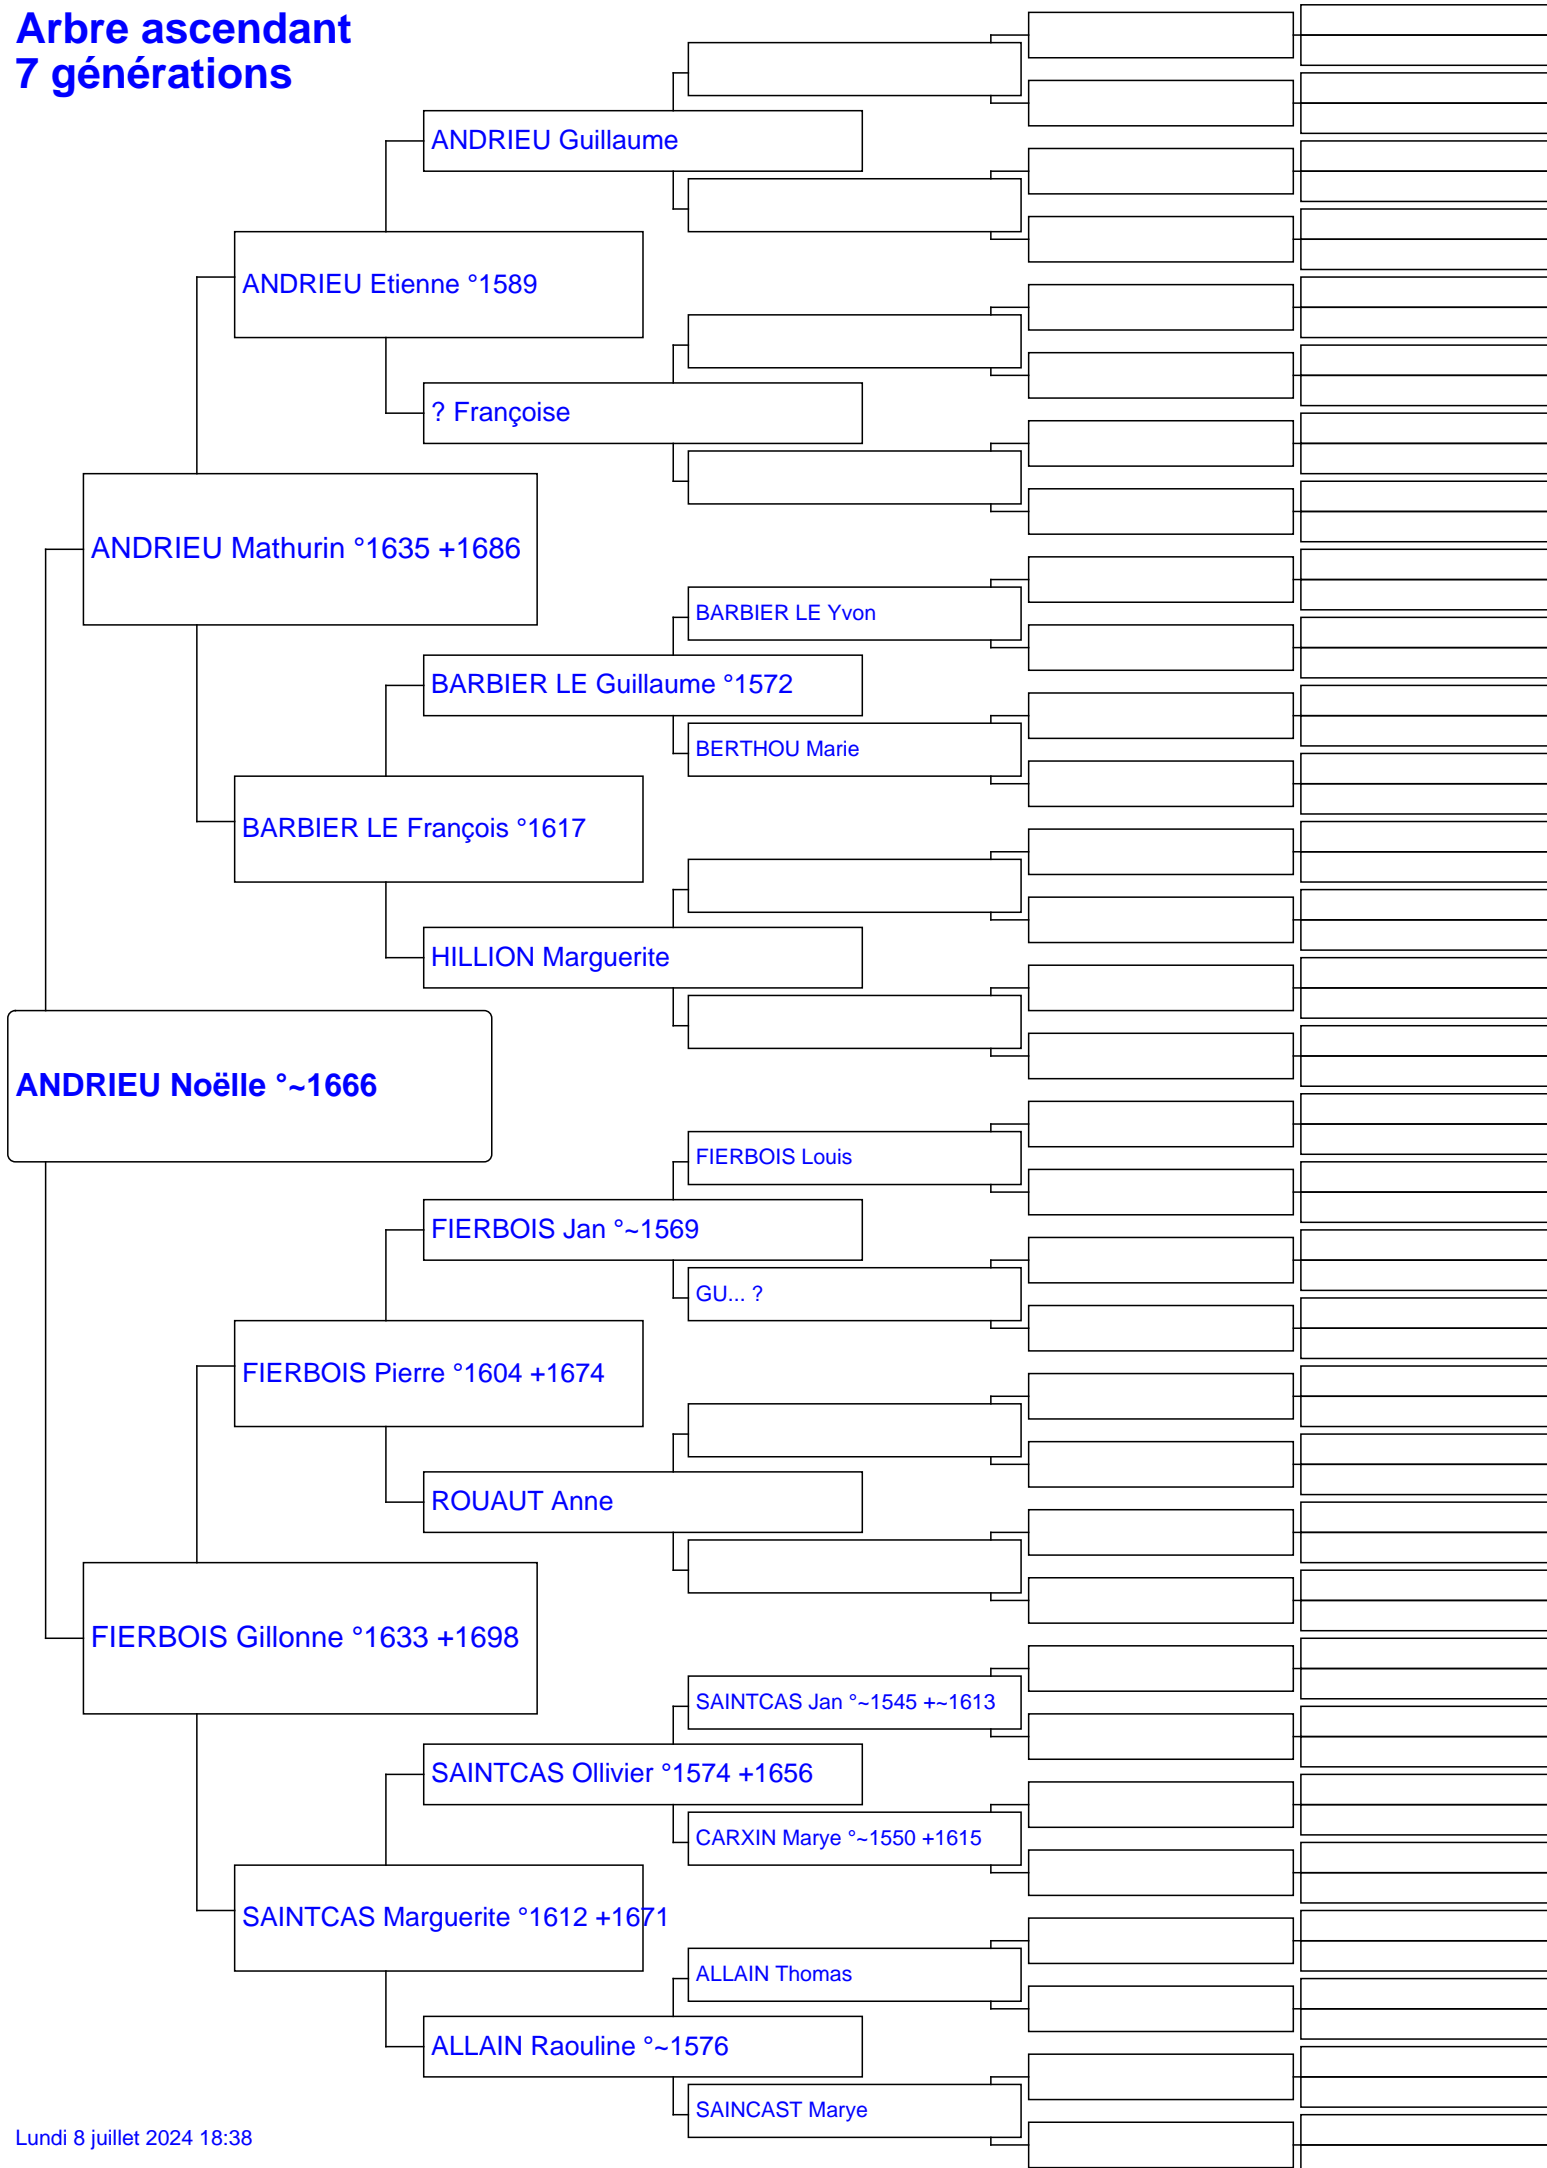 Arbre ascendant
7 générations
ANDRIEU Guillaume
ANDRIEU Etienne °1589
? Françoise
ANDRIEU Mathurin °1635 +1686
BARBIER LE Yvon
BARBIER LE Guillaume °1572
BERTHOU Marie
BARBIER LE François °1617
HILLION Marguerite
ANDRIEU Noëlle °~1666
FIERBOIS Louis
FIERBOIS Jan °~1569
GU... ?
FIERBOIS Pierre °1604 +1674
ROUAUT Anne
FIERBOIS Gillonne °1633 +1698
SAINTCAS Jan °~1545 +~1613
SAINTCAS Ollivier °1574 +1656
CARXIN Marye °~1550 +1615
SAINTCAS Marguerite °1612 +1671
ALLAIN Thomas
ALLAIN Raouline °~1576
SAINCAST Marye
Lundi 8 juillet 2024 18:38